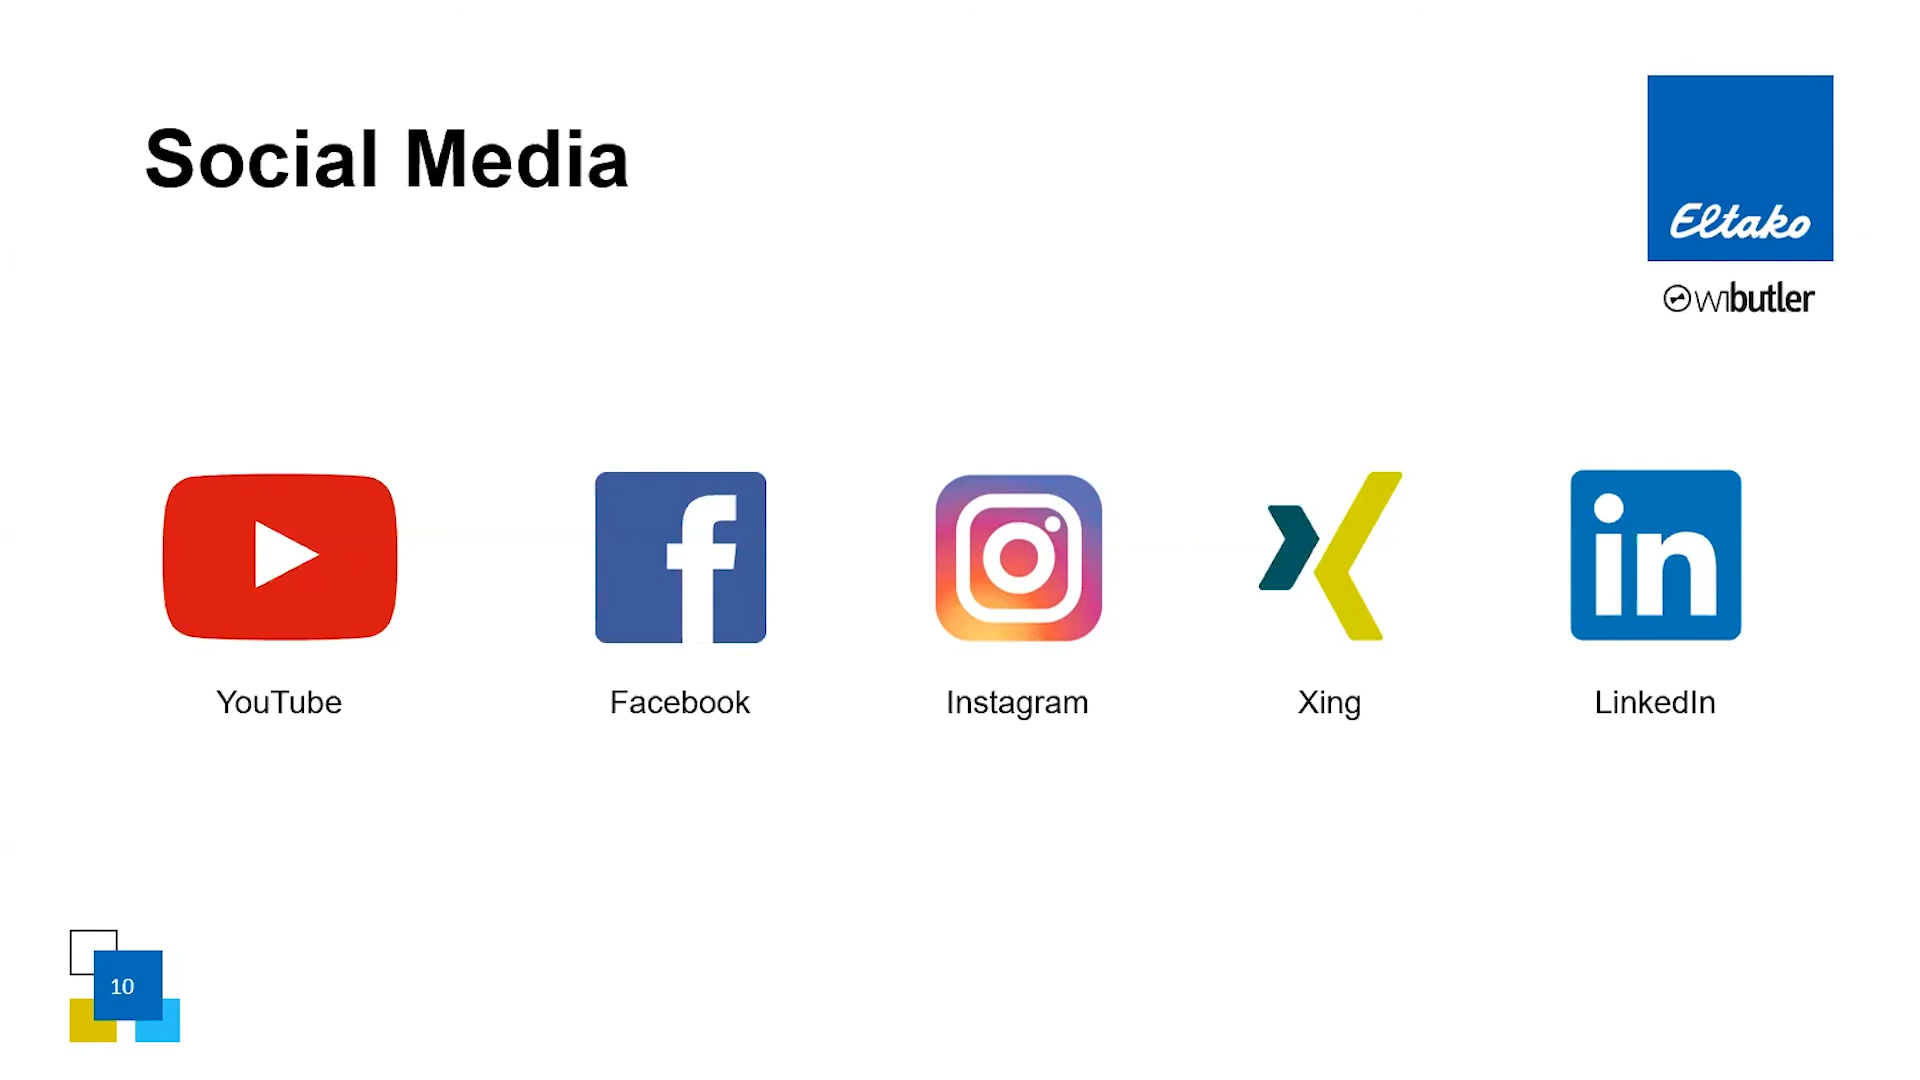 Social Media
Eltako
wibutler
YouTube
Facebook
Instagram
Xing
LinkedIn
10